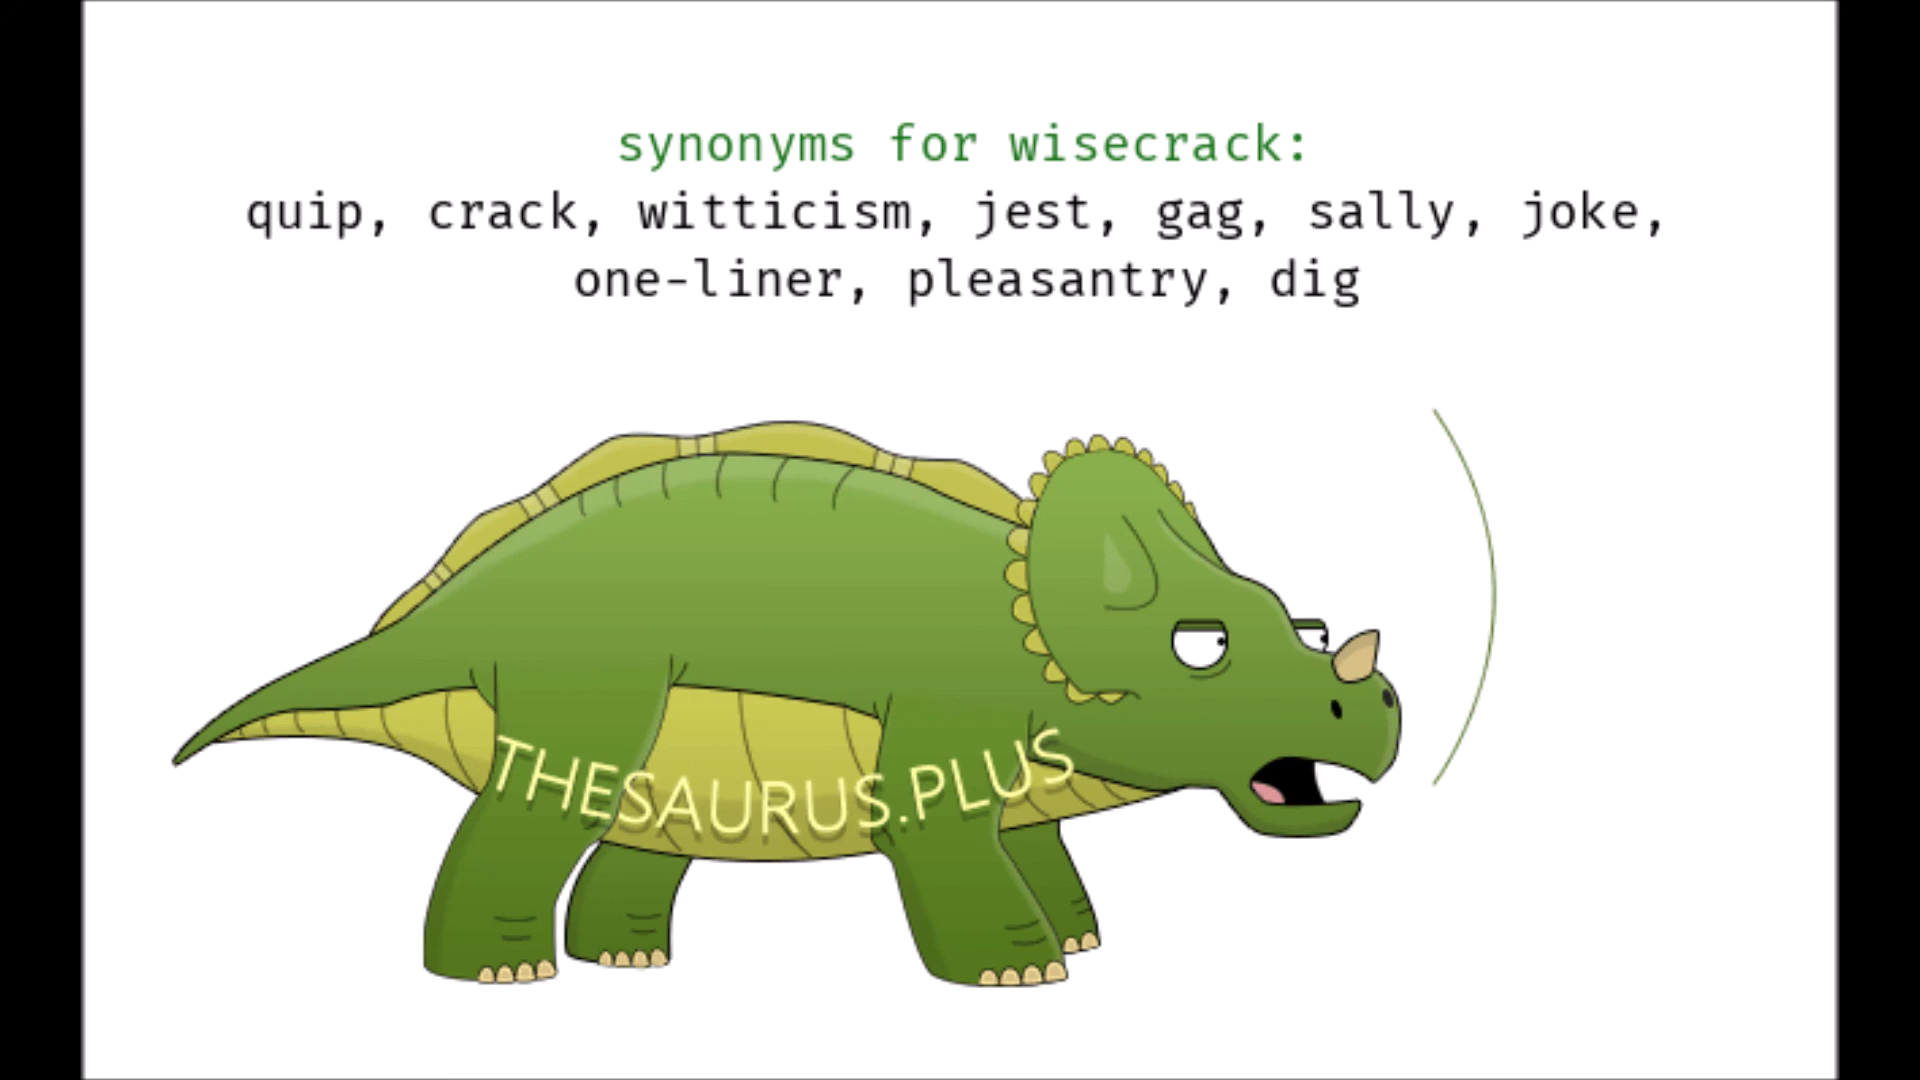 synonyms for wisecrack:
quip, crack, witticism, jest, gag, sally, joke,
one-liner, pleasantry, dig
THESAURUS.PLUS